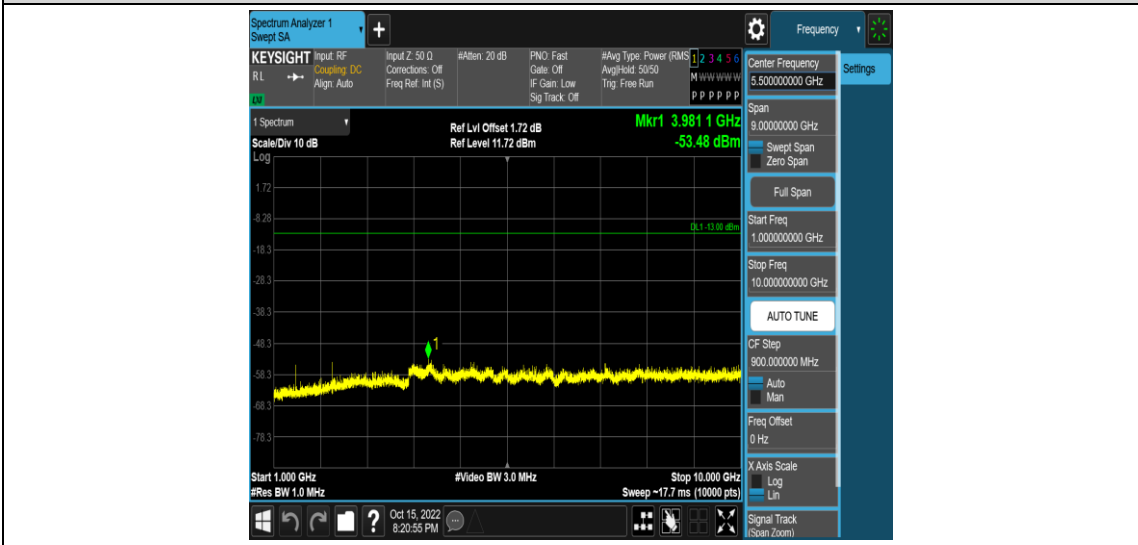 Spectrum Analyzer 1
Swept SA
+
Frequency
KEYSIGHT Input: RF Input Z: 50 Ω #Atten: 20 dB PNO: Fast #Avg Type: Power (RMS 1 2 3 4 5 6
R L Coupling: DC Corrections: Off Gate: Off Avg|Hold: 50/50 M W W W W W
Align: Auto Freq Ref: Int (S) IF Gain: Low Trig: Free Run
Sig Track: Off P P P P P P
LXI
1 Spectrum
Ref Lvl Offset 1.72 dB Mkr1 3.981 1 GHz
Scale/Div 10 dB Ref Level 11.72 dBm -53.48 dBm
Log
1.72
-8.28
DL1 -13.00 dBm
-18.3
-28.3
-38.3
-48.3
1
-58.3
-68.3
-78.3
Start 1.000 GHz #Video BW 3.0 MHz Stop 10.000 GHz
#Res BW 1.0 MHz Sweep ~17.7 ms (10000 pts)
?
Oct 15, 2022
8:20:55 PM
Center Frequency
5.500000000 GHz
Settings
Span
9.00000000 GHz
Swept Span
Zero Span
Full Span
Start Freq
1.000000000 GHz
Stop Freq
10.000000000 GHz
AUTO TUNE
CF Step
900.000000 MHz
Auto
Man
Freq Offset
0 Hz
X Axis Scale
Log
Lin
Signal Track
(Span Zoom)